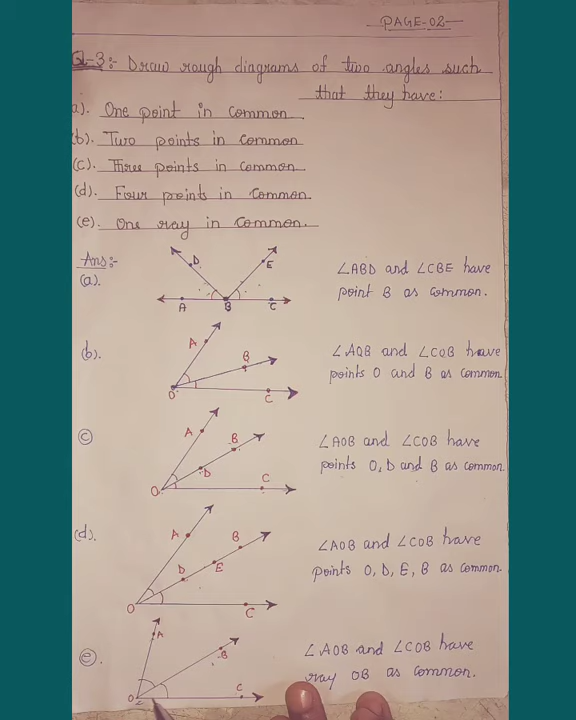 PAGE-02
Q-3:- Draw rough diagrams of two angles such
that they have:
a). One point in common
(b). Two points in common
(c). Three points in common
(d). Four points in common
(e). One ray in common.
Ans:-
(a).
D
E
A
B
C
∠ABD and ∠CBE have
point B as common.
(b).
A
B
O
C
∠AOB and ∠COB have
points O and B as common.
(c)
A
B
D
O
C
∠AOB and ∠COB have
points O, D and B as common.
(d).
A
B
E
D
O
C
∠AOB and ∠COB have
points O, D, E, B as common.
(e).
A
B
O
C
∠AOB and ∠COB have
ray OB as common.